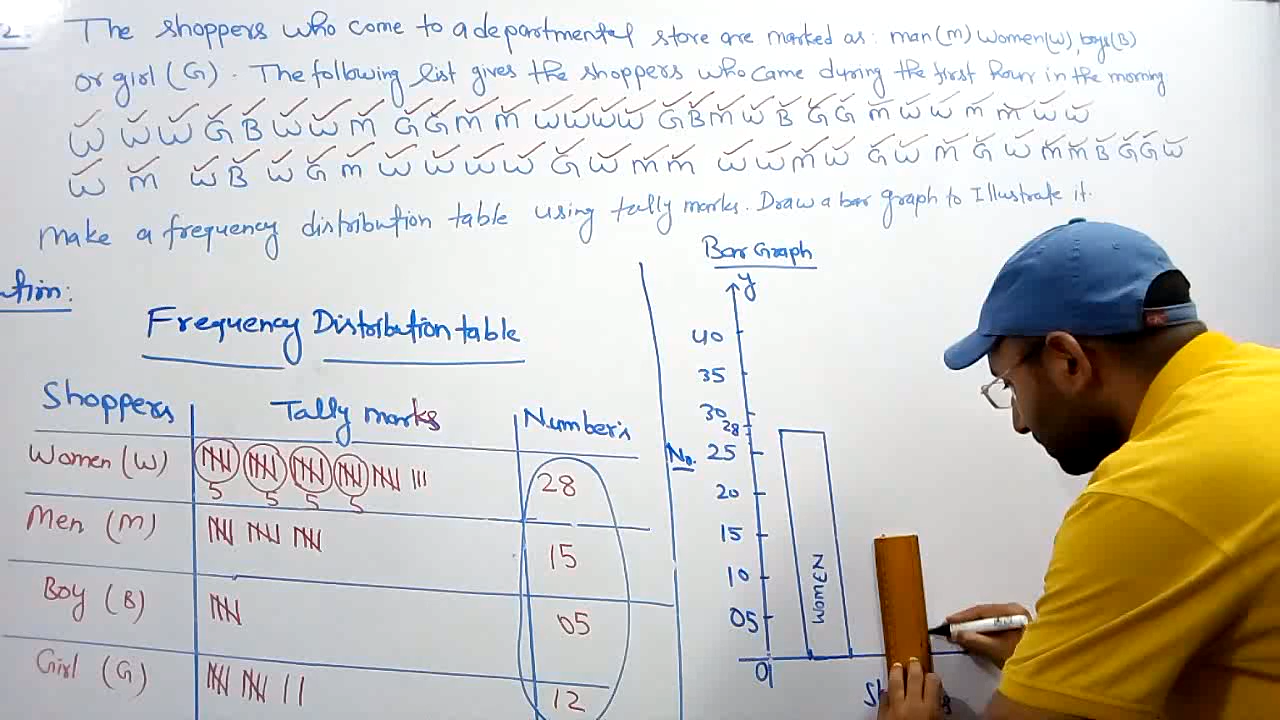 2. The shoppers who come to a departmental store are marked as: man(m) women(W), boys(B)
or girl (G). The following list gives the shoppers who came during the first hour in the morning
W W W G B W W M G G M M W W W W G B M W B G G M W W M M W W
W M W B W G M W W W W G W M M W W M W G W M G W M M B G G W
Make a frequency distribution table using tally marks. Draw a bar graph to Illustrate it.
tion:
Frequency Distribution table
Shoppers Tally marks Number's
Women (W) 28
5 5 5 5
Men (M) 15
Boy (B) 05
Girl (G) 12
Bar Graph
y
40
35
30
28
No. 25
20
15
10
05
0
Women